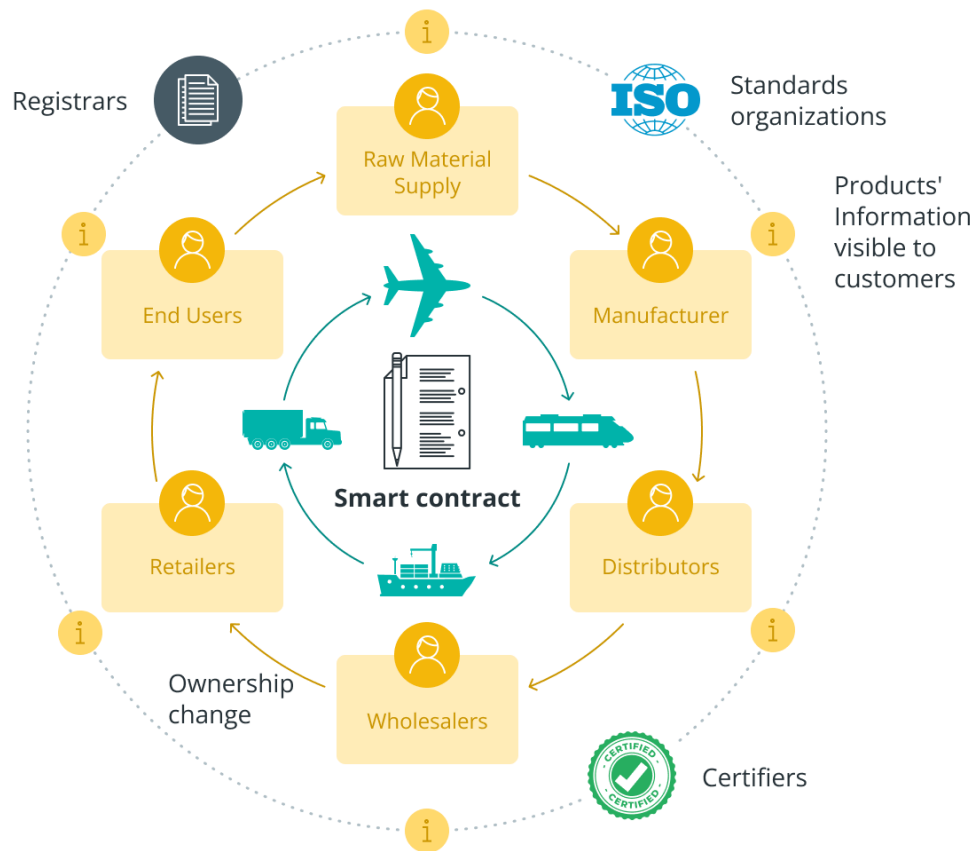 i
Registrars
ISO
Standards
organizations
Raw Material
Supply
Products'
Information
visible to
customers
i
i
End Users
Manufacturer
Smart contract
Retailers
Distributors
i
i
Ownership
change
Wholesalers
CERTIFIED
CERTIFIED
Certifiers
i